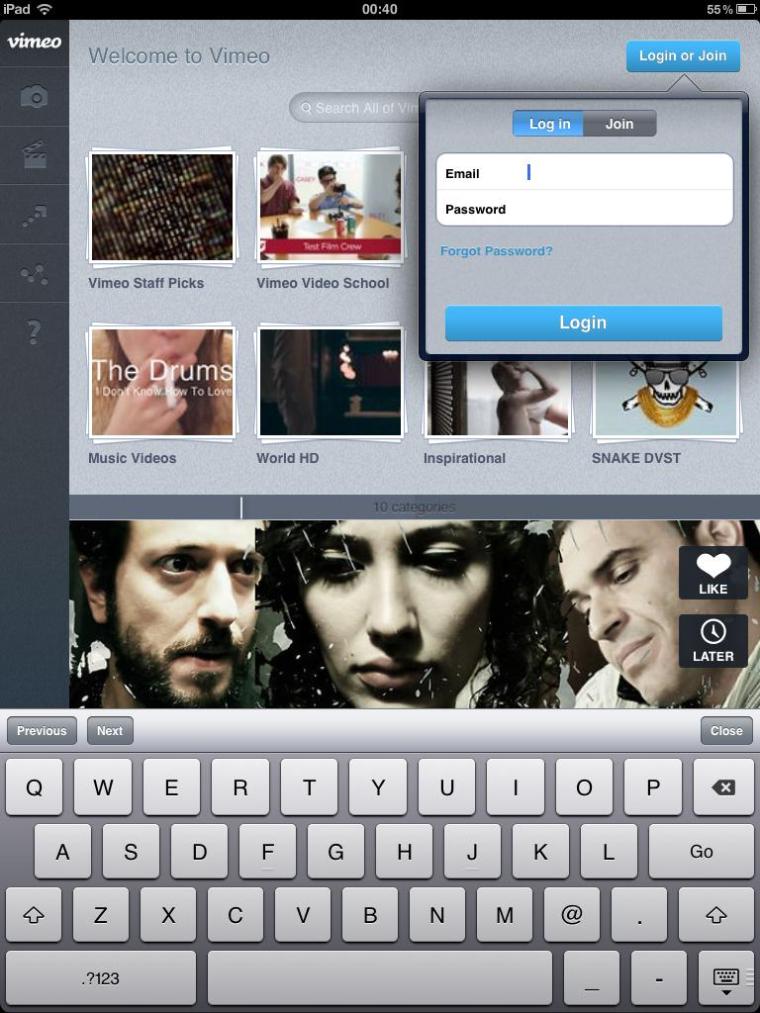 iPad 00:40 55%
vimeo
Welcome to Vimeo
Login or Join
Search All of Vim
Log in Join
Email
Password
Forgot Password?
Login
Test Film Crew
Vimeo Staff Picks
Vimeo Video School
The Drums
I Don't Know How To Love
Music Videos
World HD
Inspirational
SNAKE DVST
10 categories
LIKE
LATER
Previous Next Close
Q W E R T Y U I O P
A S D F G H J K L Go
Z X C V B N M @ .
.?123 _ -